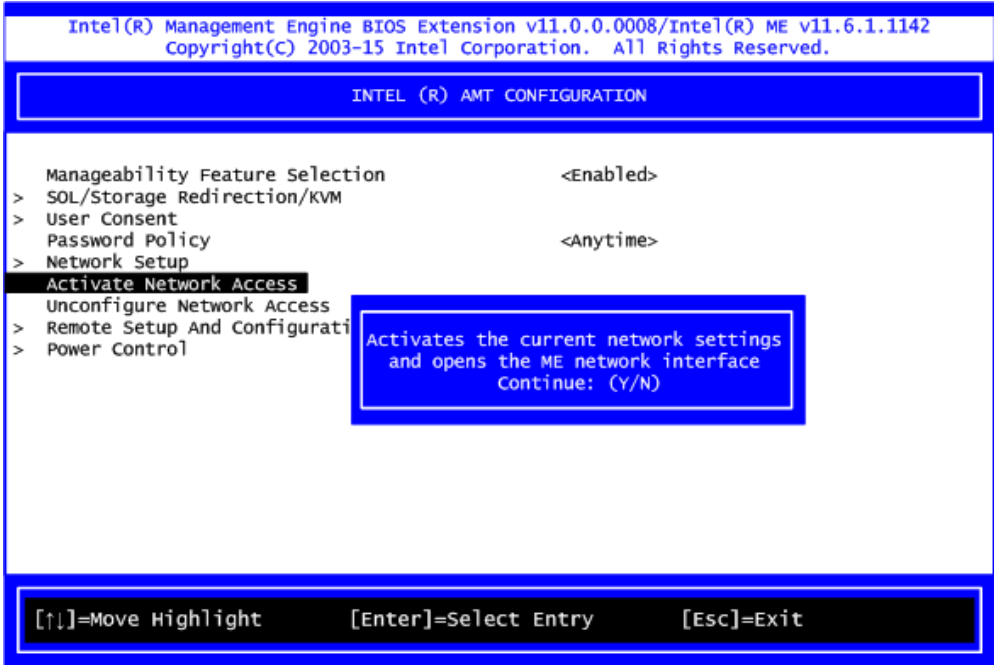 Intel(R) Management Engine BIOS Extension v11.0.0.0008/Intel(R) ME v11.6.1.1142
Copyright(C) 2003-15 Intel Corporation. All Rights Reserved.
INTEL (R) AMT CONFIGURATION
Manageability Feature Selection <Enabled>
> SOL/Storage Redirection/KVM
> User Consent
Password Policy <Anytime>
> Network Setup
Activate Network Access
Unconfigure Network Access
> Remote Setup And Configurati
> Power Control
Activates the current network settings
and opens the ME network interface
Continue: (Y/N)
[↑↓]=Move Highlight [Enter]=Select Entry [Esc]=Exit